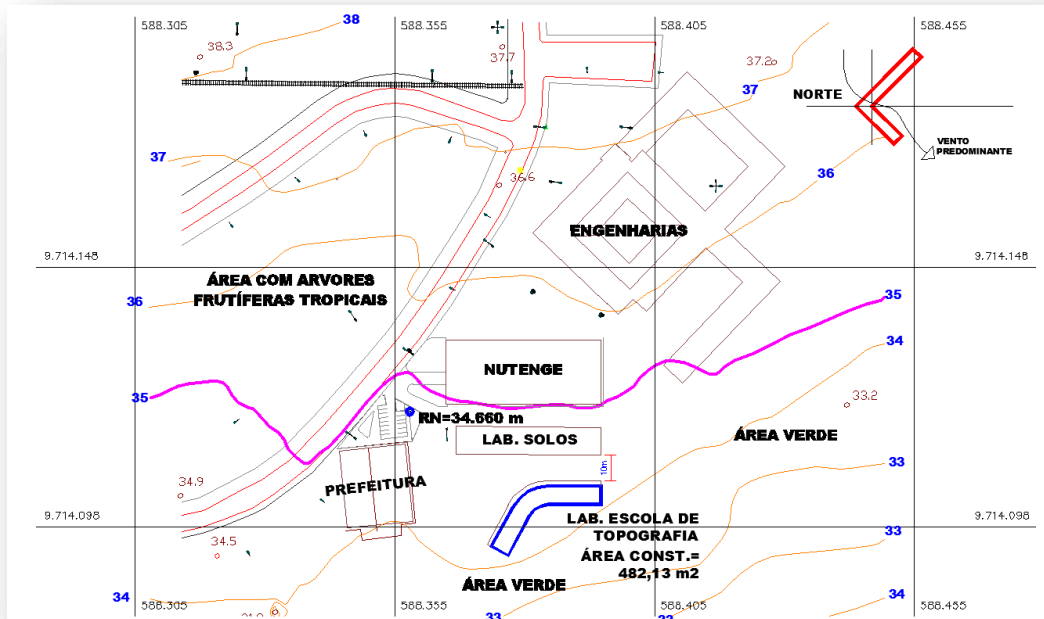 588.305
38
588.355
588.405
588.455
38.3
37.7
37.2
37
NORTE
VENTO
PREDOMINANTE
37
36.6
36
ENGENHARIAS
9.714.148
9.714.148
ÁREA COM ARVORES
FRUTÍFERAS TROPICAIS
36
35
34
NUTENGE
35
33.2
RN=34.660 m
LAB. SOLOS
ÁREA VERDE
10m
33
PREFEITURA
34.9
9.714.098
LAB. ESCOLA DE
TOPOGRAFIA
ÁREA CONST.=
482,13 m2
9.714.098
33
34.5
ÁREA VERDE
34
34
588.305
588.355
33
588.405
588.455